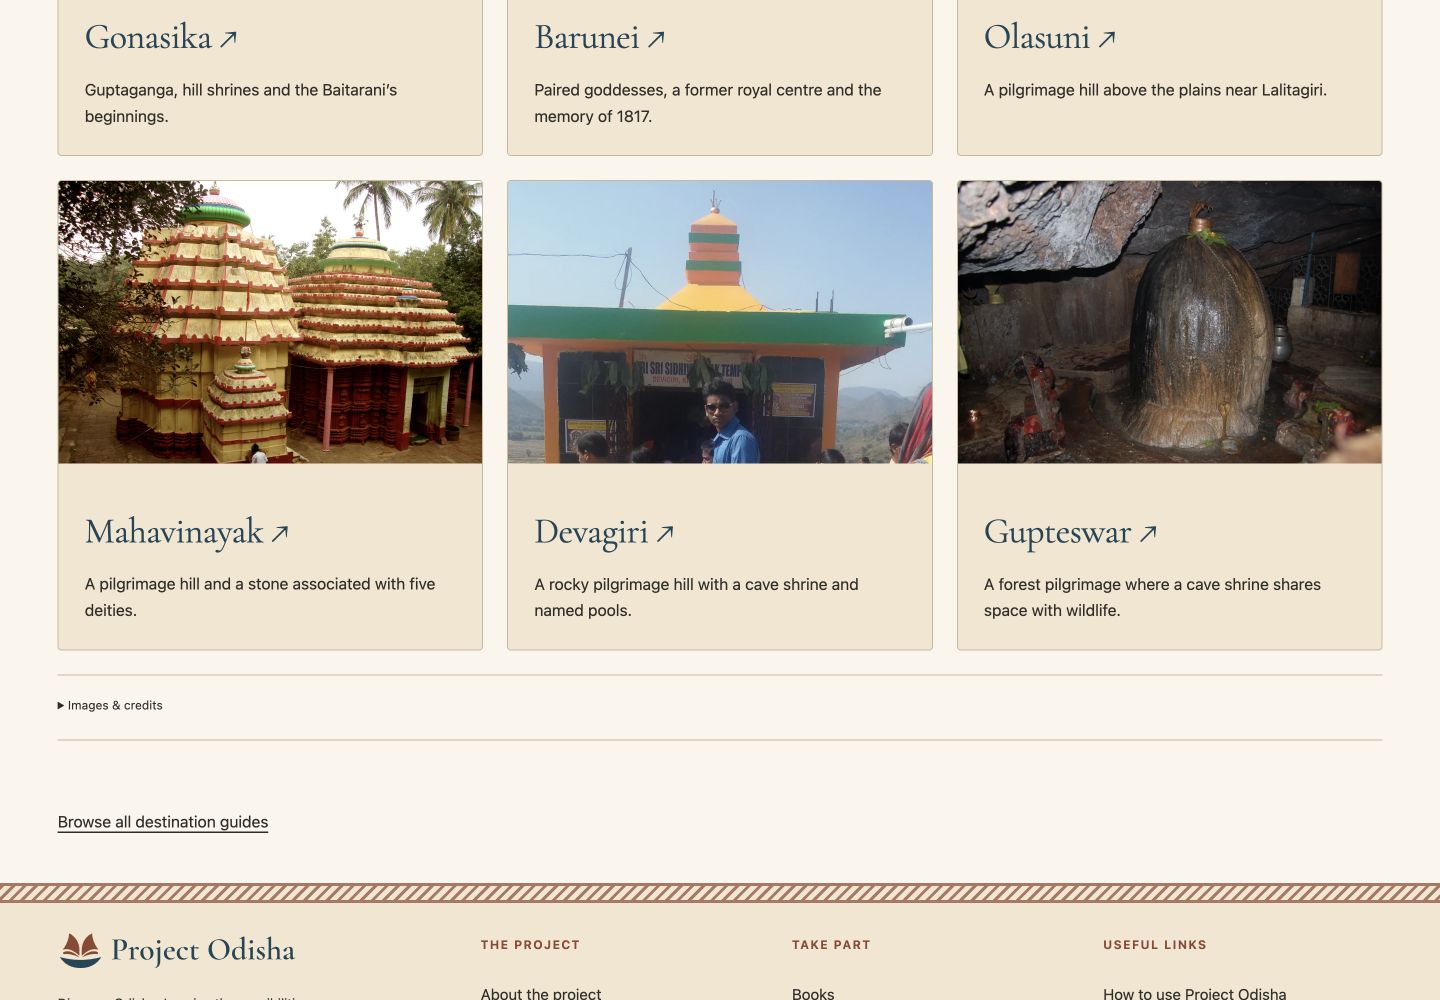 Gonasika ↗
Guptaganga, hill shrines and the Baitarani’s
beginnings.
Barunei ↗
Paired goddesses, a former royal centre and the
memory of 1817.
Olasuni ↗
A pilgrimage hill above the plains near Lalitagiri.
SRI SIDHI
TEMP
Mahavinayak ↗
A pilgrimage hill and a stone associated with five
deities.
Devagiri ↗
A rocky pilgrimage hill with a cave shrine and
named pools.
Gupteswar ↗
A forest pilgrimage where a cave shrine shares
space with wildlife.
Images & credits
Browse all destination guides
Project Odisha
THE PROJECT
TAKE PART
USEFUL LINKS
About the project
Books
How to use Project Odisha